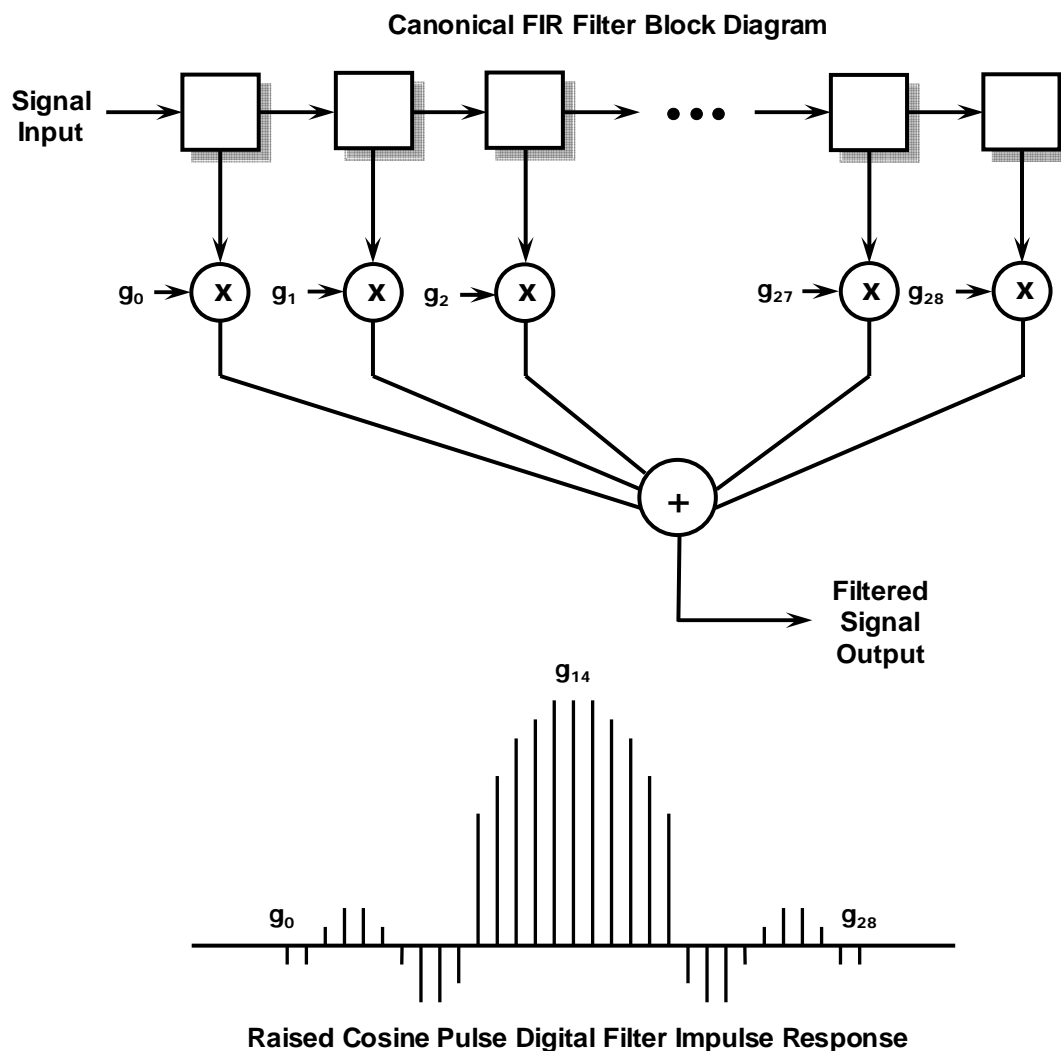 Canonical FIR Filter Block Diagram
Signal
Input
g₀
x
g₁
x
g₂
x
g₂₇
x
g₂₈
x
+
Filtered
Signal
Output
g₁₄
g₀
g₂₈
Raised Cosine Pulse Digital Filter Impulse Response